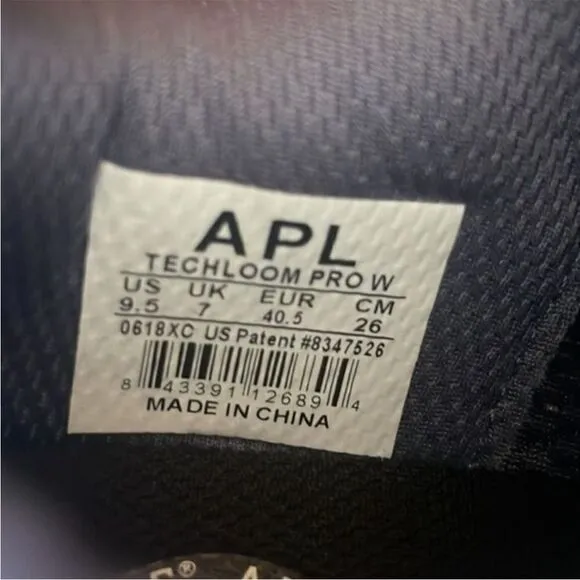 APL
TECHLOOM PRO W
US UK EUR CM
9.5 7 40.5 26
0618XC US Patent #8347526
8 43391 12689 4
MADE IN CHINA